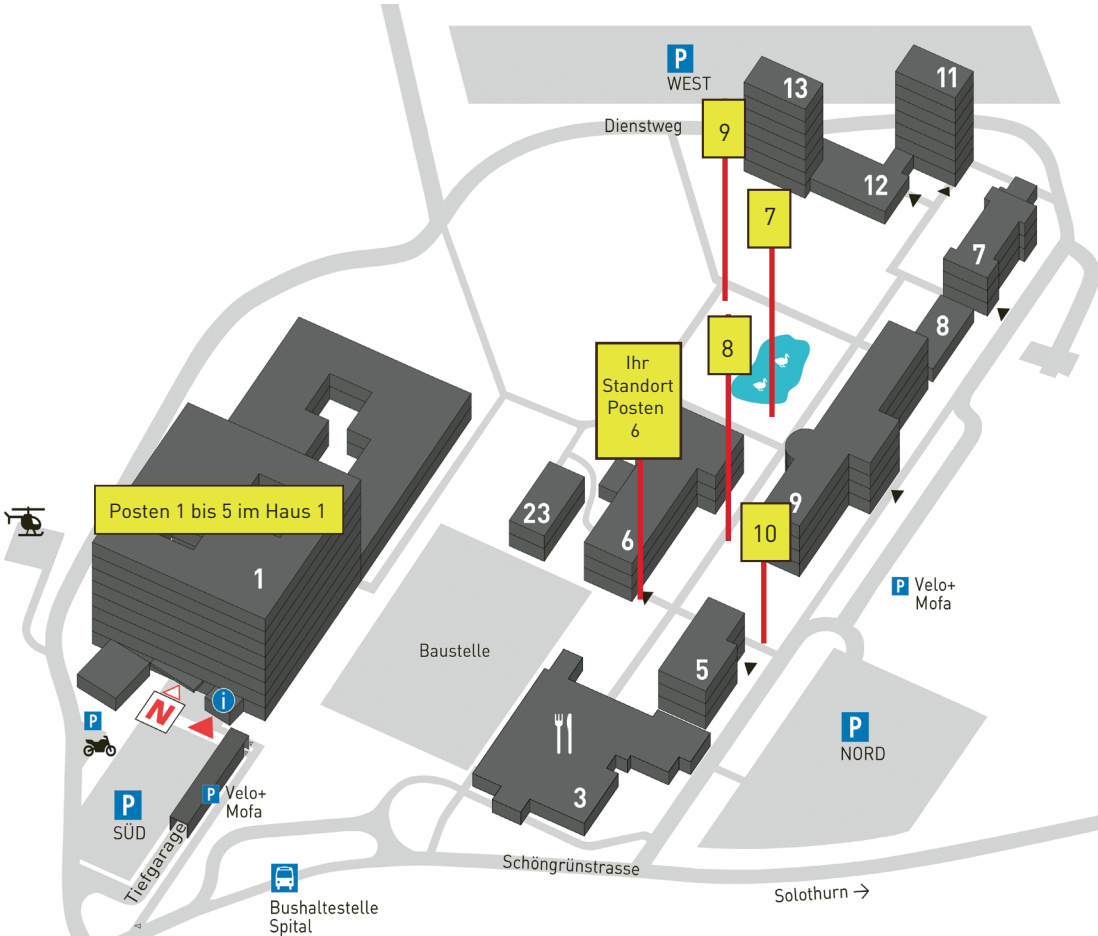 P
WEST
13
11
Dienstweg
9
12
7
7
8
8
Ihr
Standort
Posten
6
Posten 1 bis 5 im Haus 1
23
6
9
10
1
P Velo+
Mofa
Baustelle
5
i
N
P
P
NORD
3
P
SÜD
P Velo+
Mofa
Tiefgarage
Schöngrünstrasse
Solothurn →
Bushaltestelle
Spital